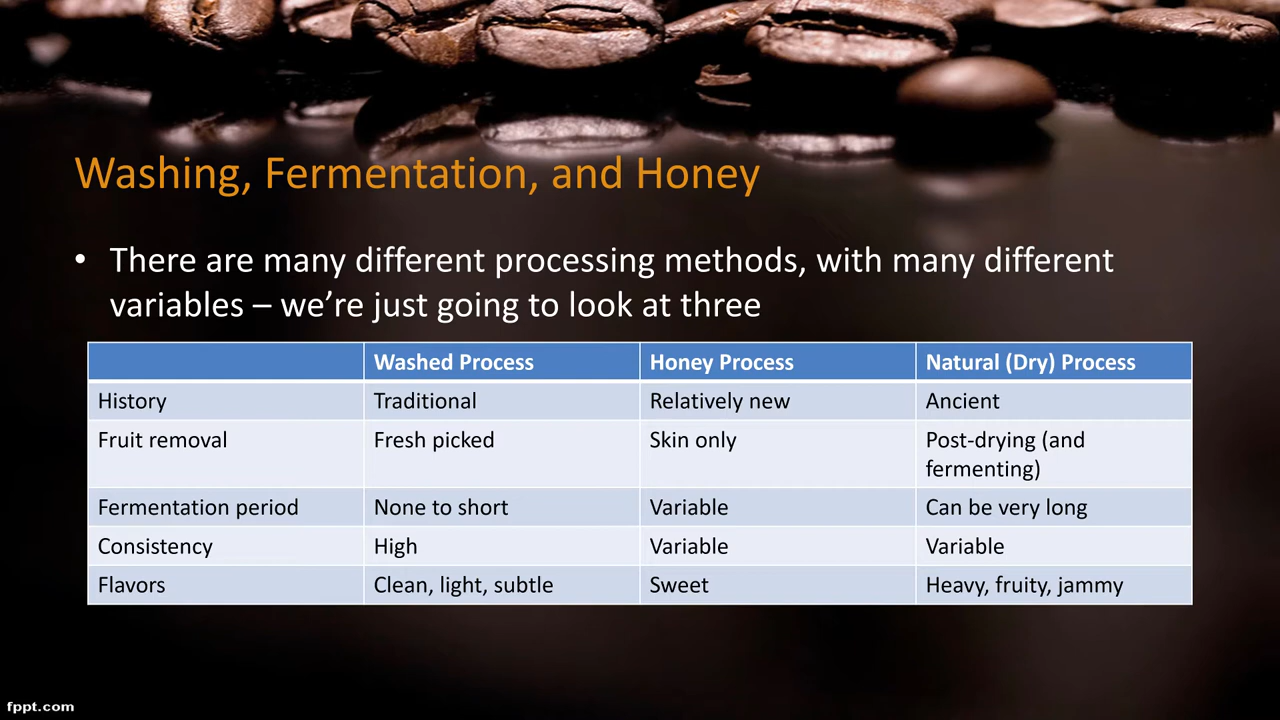 Washing, Fermentation, and Honey
• There are many different processing methods, with many different
variables – we’re just going to look at three
Washed Process Honey Process Natural (Dry) Process
History Traditional Relatively new Ancient
Fruit removal Fresh picked Skin only Post-drying (and
fermenting)
Fermentation period None to short Variable Can be very long
Consistency High Variable Variable
Flavors Clean, light, subtle Sweet Heavy, fruity, jammy
fppt.com